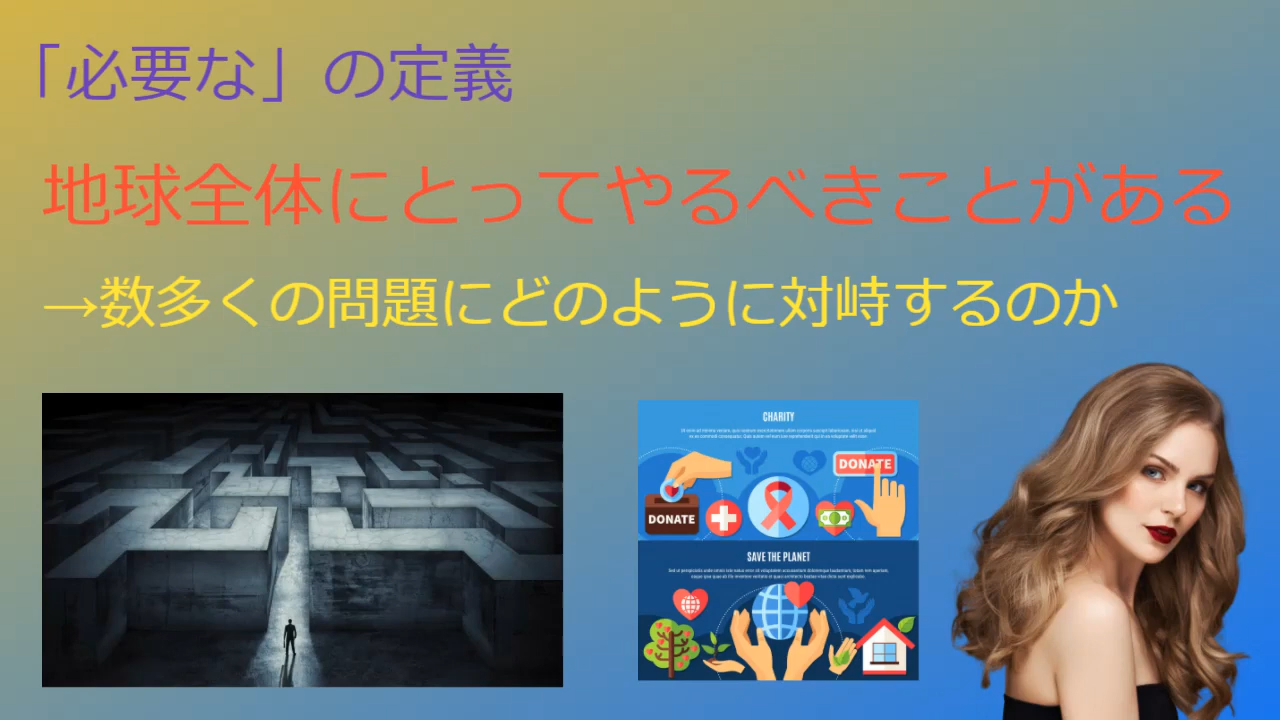 「必要な」の定義
地球全体にとってやるべきことがある
→数多くの問題にどのように対峙するのか
CHARITY
DONATE
DONATE
SAVE THE PLANET